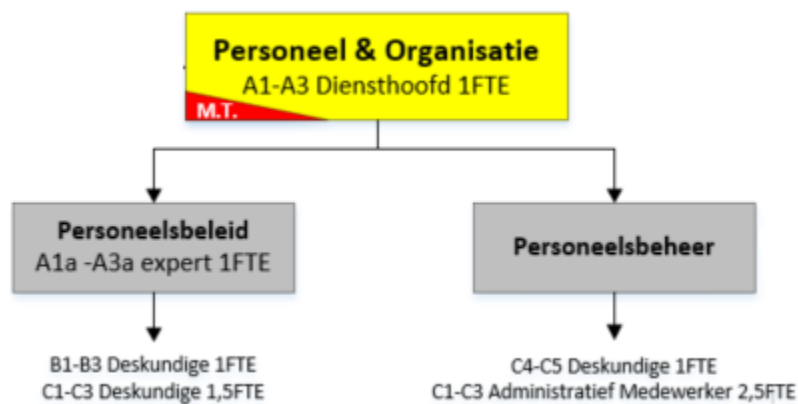 Personeel & Organisatie
A1-A3 Diensthoofd 1FTE
M.T.
Personeelsbeleid
A1a -A3a expert 1FTE
B1-B3 Deskundige 1FTE
C1-C3 Deskundige 1,5FTE
Personeelsbeheer
C4-C5 Deskundige 1FTE
C1-C3 Administratief Medewerker 2,5FTE